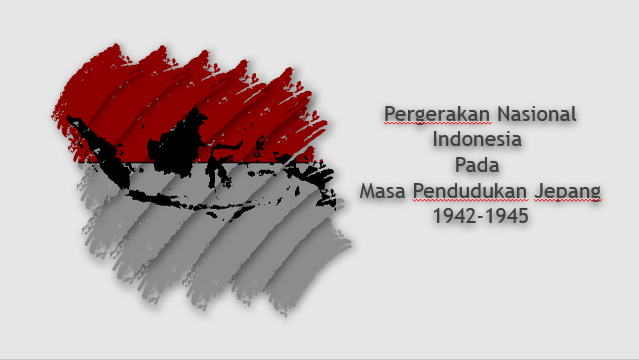 Pergerakan Nasional
Indonesia
Pada
Masa Pendudukan Jepang
1942-1945